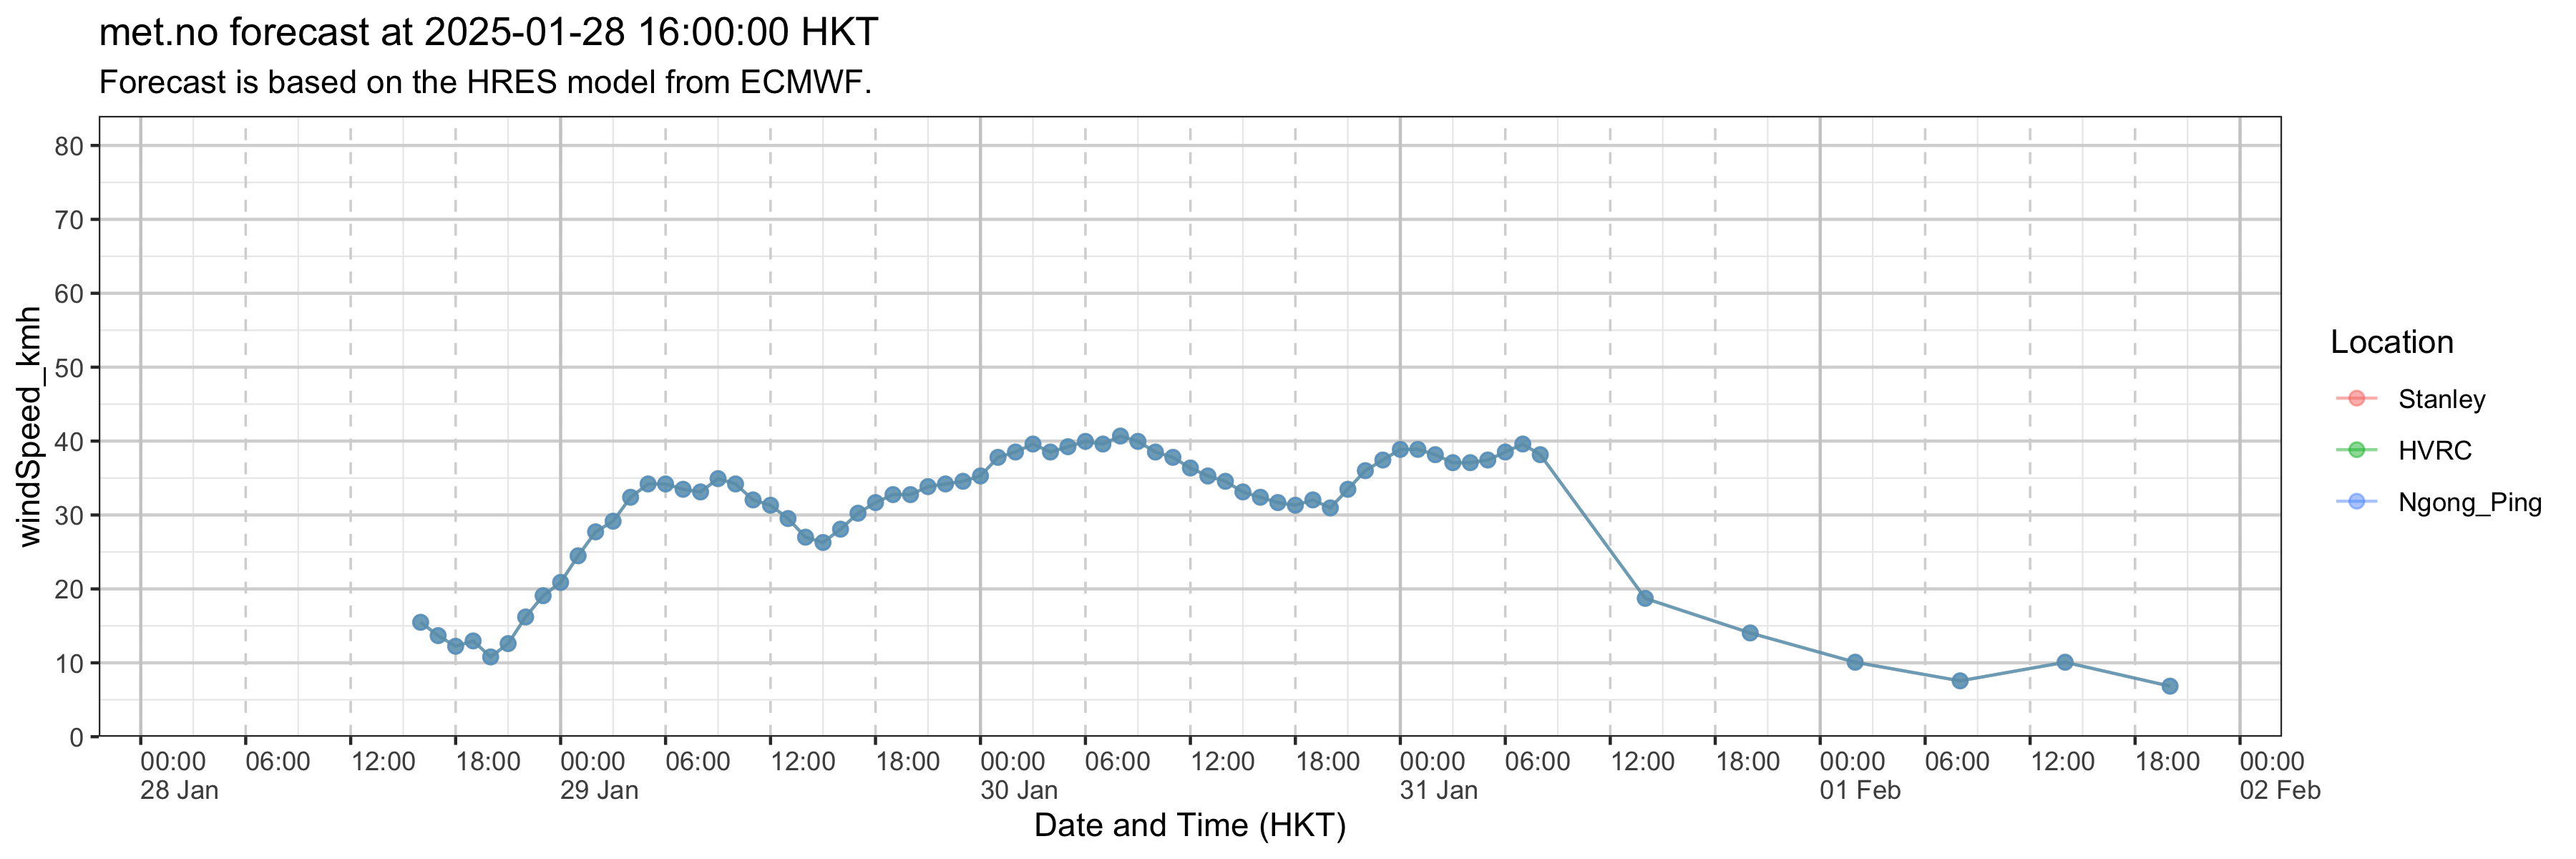 met.no forecast at 2025-01-28 16:00:00 HKT
Forecast is based on the HRES model from ECMWF.
windSpeed_kmh
80
70
60
50
40
30
20
10
0
00:00 06:00 12:00 18:00 00:00 06:00 12:00 18:00 00:00 06:00 12:00 18:00 00:00 06:00 12:00 18:00 00:00 06:00 12:00 18:00 00:00
28 Jan 29 Jan 30 Jan 31 Jan 01 Feb 02 Feb
Date and Time (HKT)
Location
Stanley
HVRC
Ngong_Ping